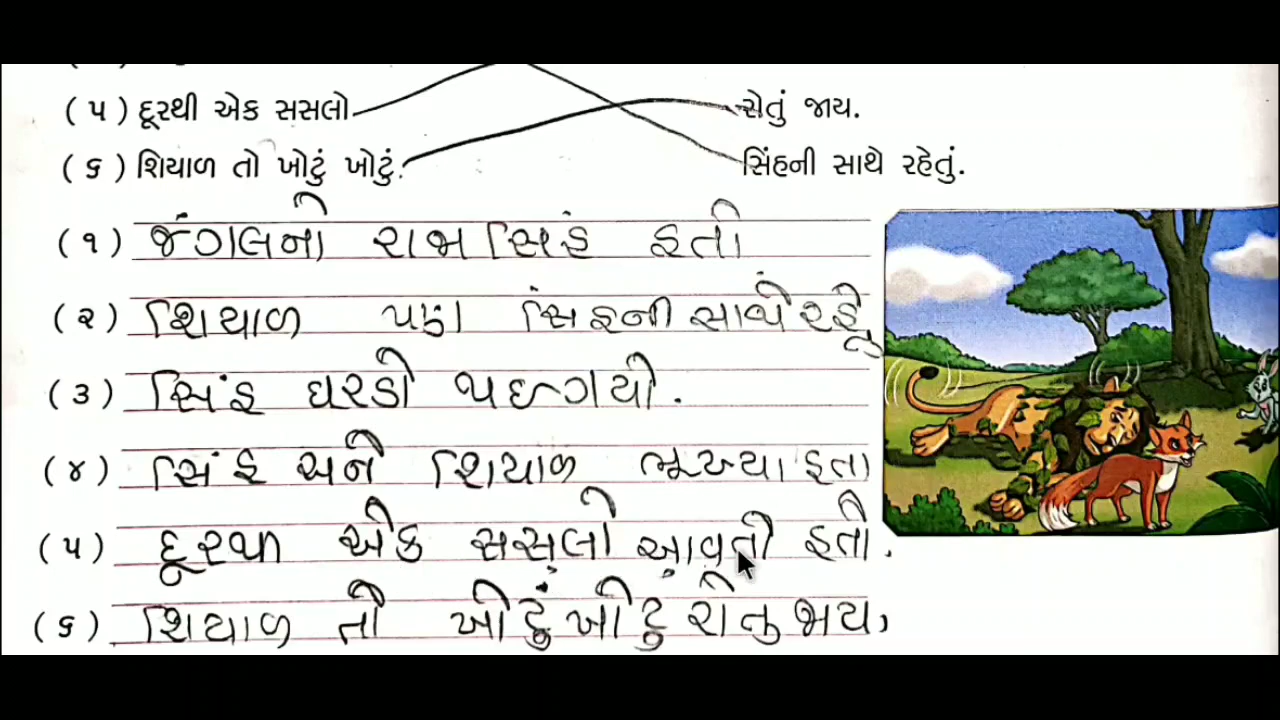 (૫) દૂરથી એક સસલો રોતું જાય.
(૬) શિયાળ તો ખોટું ખોટું. સિંહની સાથે રહેતું.
(૧) જંગલનો રાજા સિંહ હતો
(૨) શિયાળ પણ સિંહની સાથે રહેતુ
(૩) સિંહ ઘરડો થઈ ગયો.
(૪) સિંહ અને શિયાળ ભૂખ્યા હતા
(૫) દૂરથી એક સસલો આવતો હતો.
(૬) શિયાળ તો ખોટું ખોટુ રોતુ જાય,